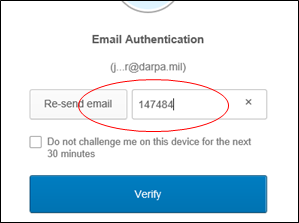 Email Authentication
(j...r@darpa.mil)
Re-send email 147484 ×
Do not challenge me on this device for the next
30 minutes
Verify